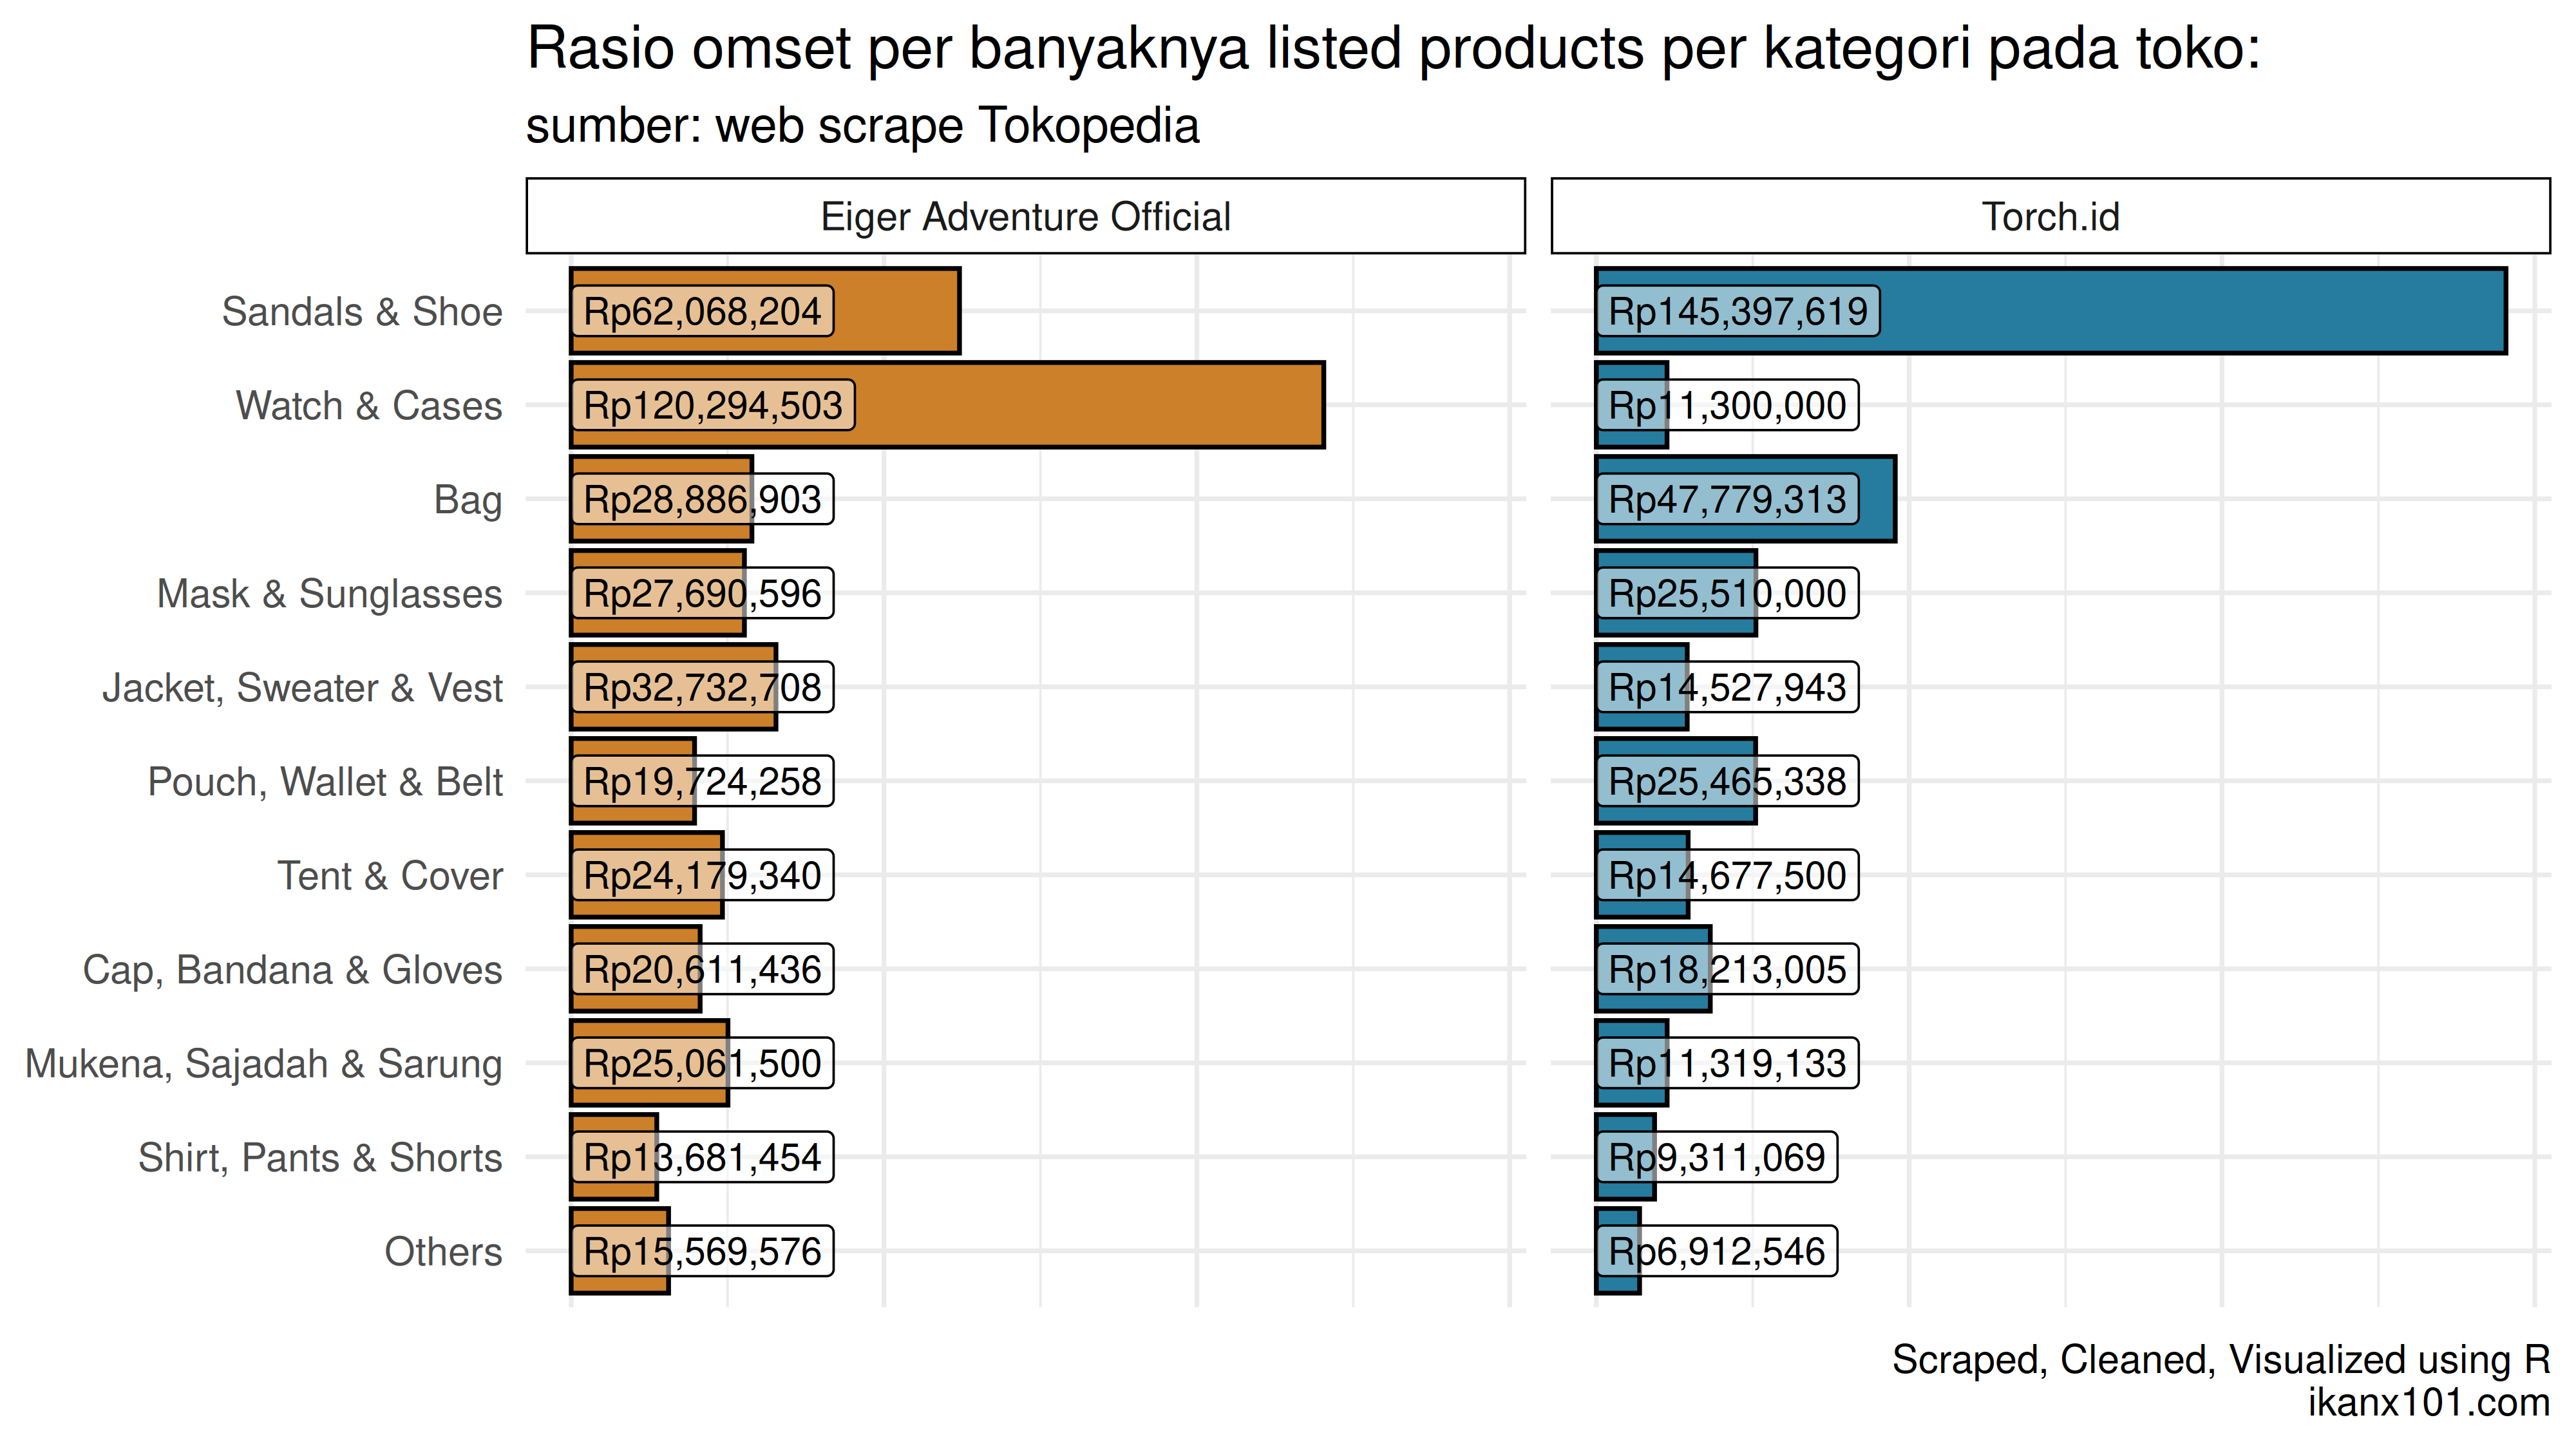 Rasio omset per banyaknya listed products per kategori pada toko:
sumber: web scrape Tokopedia
Eiger Adventure Official
Torch.id
Sandals & Shoe
Rp62,068,204
Rp145,397,619
Watch & Cases
Rp120,294,503
Rp11,300,000
Bag
Rp28,886,903
Rp47,779,313
Mask & Sunglasses
Rp27,690,596
Rp25,510,000
Jacket, Sweater & Vest
Rp32,732,708
Rp14,527,943
Pouch, Wallet & Belt
Rp19,724,258
Rp25,465,338
Tent & Cover
Rp24,179,340
Rp14,677,500
Cap, Bandana & Gloves
Rp20,611,436
Rp18,213,005
Mukena, Sajadah & Sarung
Rp25,061,500
Rp11,319,133
Shirt, Pants & Shorts
Rp13,681,454
Rp9,311,069
Others
Rp15,569,576
Rp6,912,546
Scraped, Cleaned, Visualized using R
ikanx101.com